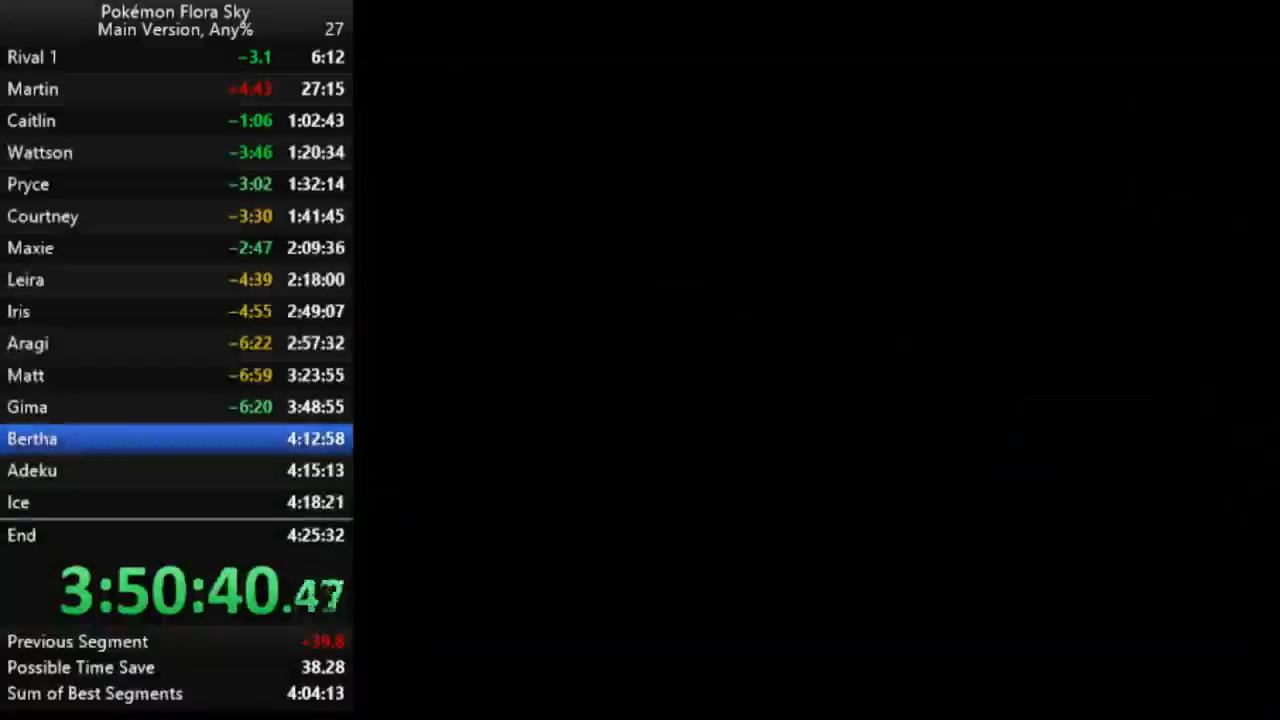 Pokémon Flora Sky
Main Version, Any% 27
Rival 1 −3.1 6:12
Martin +4:43 27:15
Caitlin −1:06 1:02:43
Wattson −3:46 1:20:34
Pryce −3:02 1:32:14
Courtney −3:30 1:41:45
Maxie −2:47 2:09:36
Leira −4:39 2:18:00
Iris −4:55 2:49:07
Aragi −6:22 2:57:32
Matt −6:59 3:23:55
Gima −6:20 3:48:55
Bertha 4:12:58
Adeku 4:15:13
Ice 4:18:21
End 4:25:32
3:50:40.47
Previous Segment +39.8
Possible Time Save 38.28
Sum of Best Segments 4:04:13